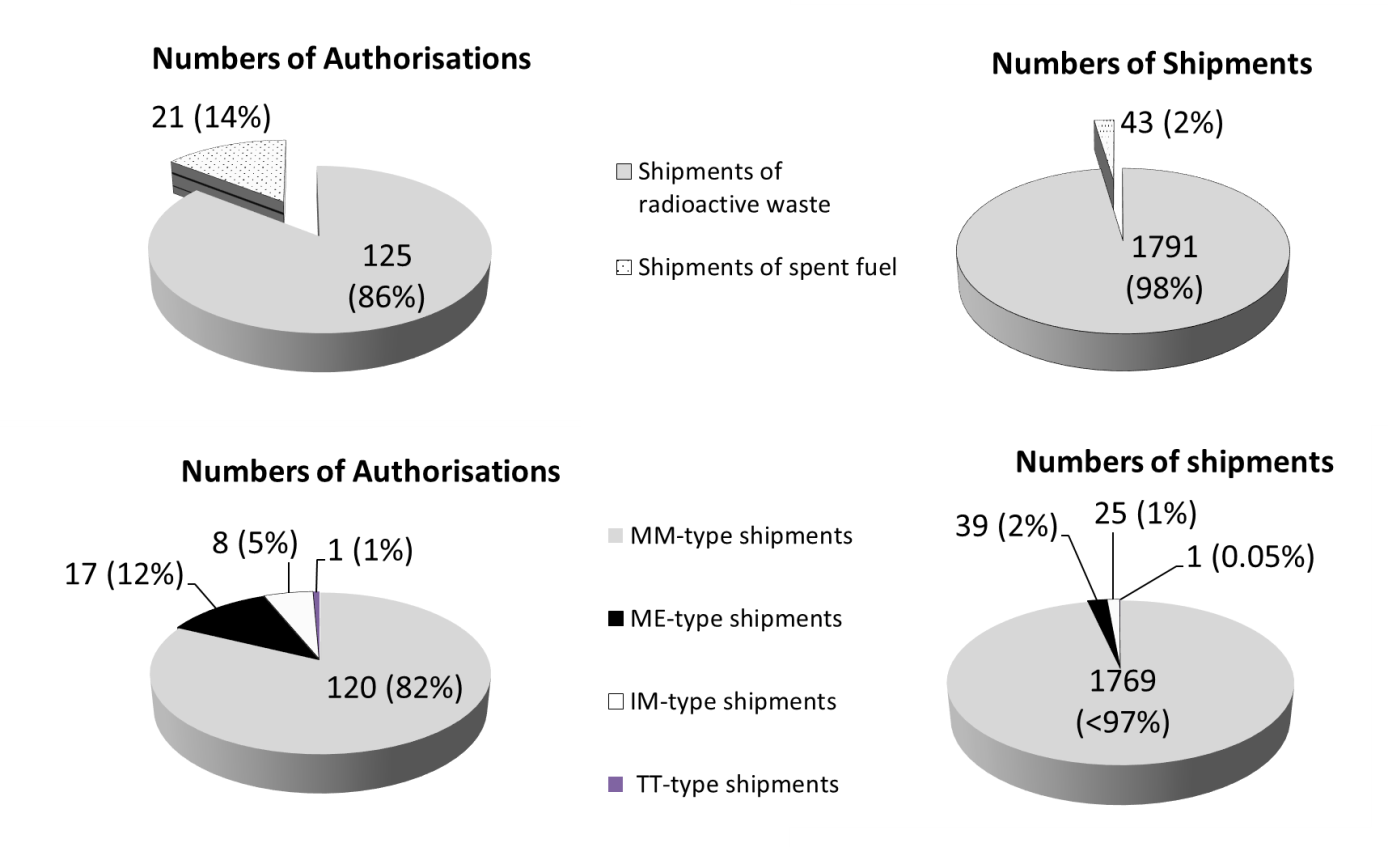 Numbers of Authorisations
21 (14%)
125
(86%)
Shipments of
radioactive waste
Shipments of spent fuel
Numbers of Shipments
43 (2%)
1791
(98%)
Numbers of Authorisations
17 (12%)
8 (5%)
1 (1%)
120 (82%)
MM-type shipments
ME-type shipments
IM-type shipments
TT-type shipments
Numbers of shipments
39 (2%)
25 (1%)
1 (0.05%)
1769
(<97%)